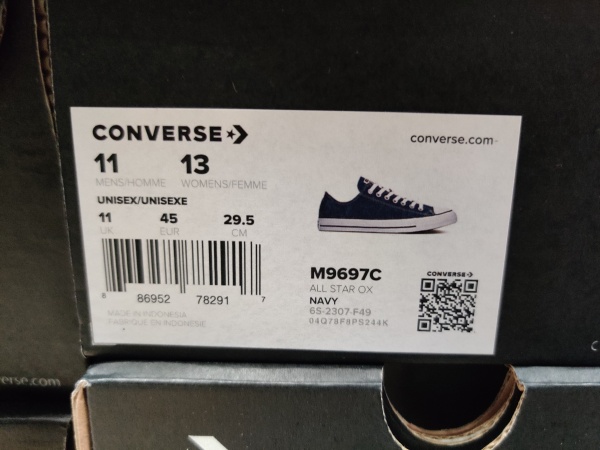 CONVERSE
converse.com
11 13
MENS/HOMME WOMENS/FEMME
UNISEX/UNISEXE
11 45 29.5
UK EUR CM
8 86952 78291 7
MADE IN INDONESIA
FABRIQUÉ EN INDONÉSIE
M9697C
ALL STAR OX
NAVY
6S-2307-F49
04Q78F8PS244K
CONVERSE
erse.com